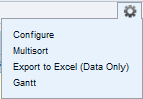 Configure
Multisort
Export to Excel (Data Only)
Gantt